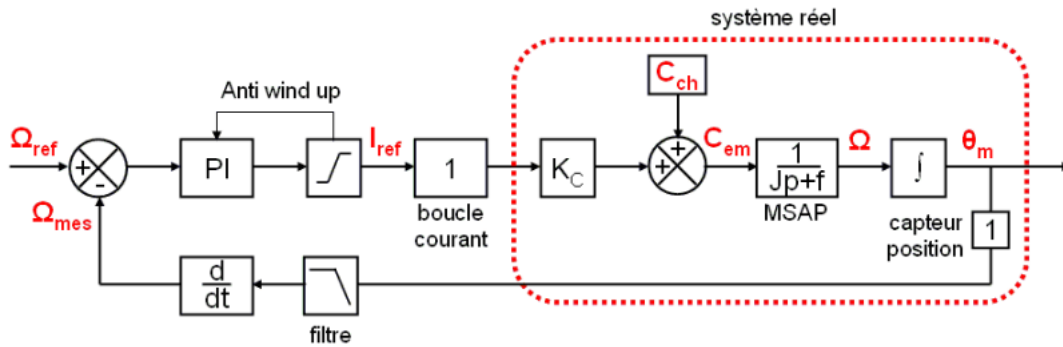 système réel
C_ch
Anti wind up
Ω_ref
+
-
PI
I_ref
1
K_C
+
+
C_em
1
Jp+f
Ω
∫
θ_m
boucle
courant
MSAP
capteur
position
1
Ω_mes
d
dt
filtre